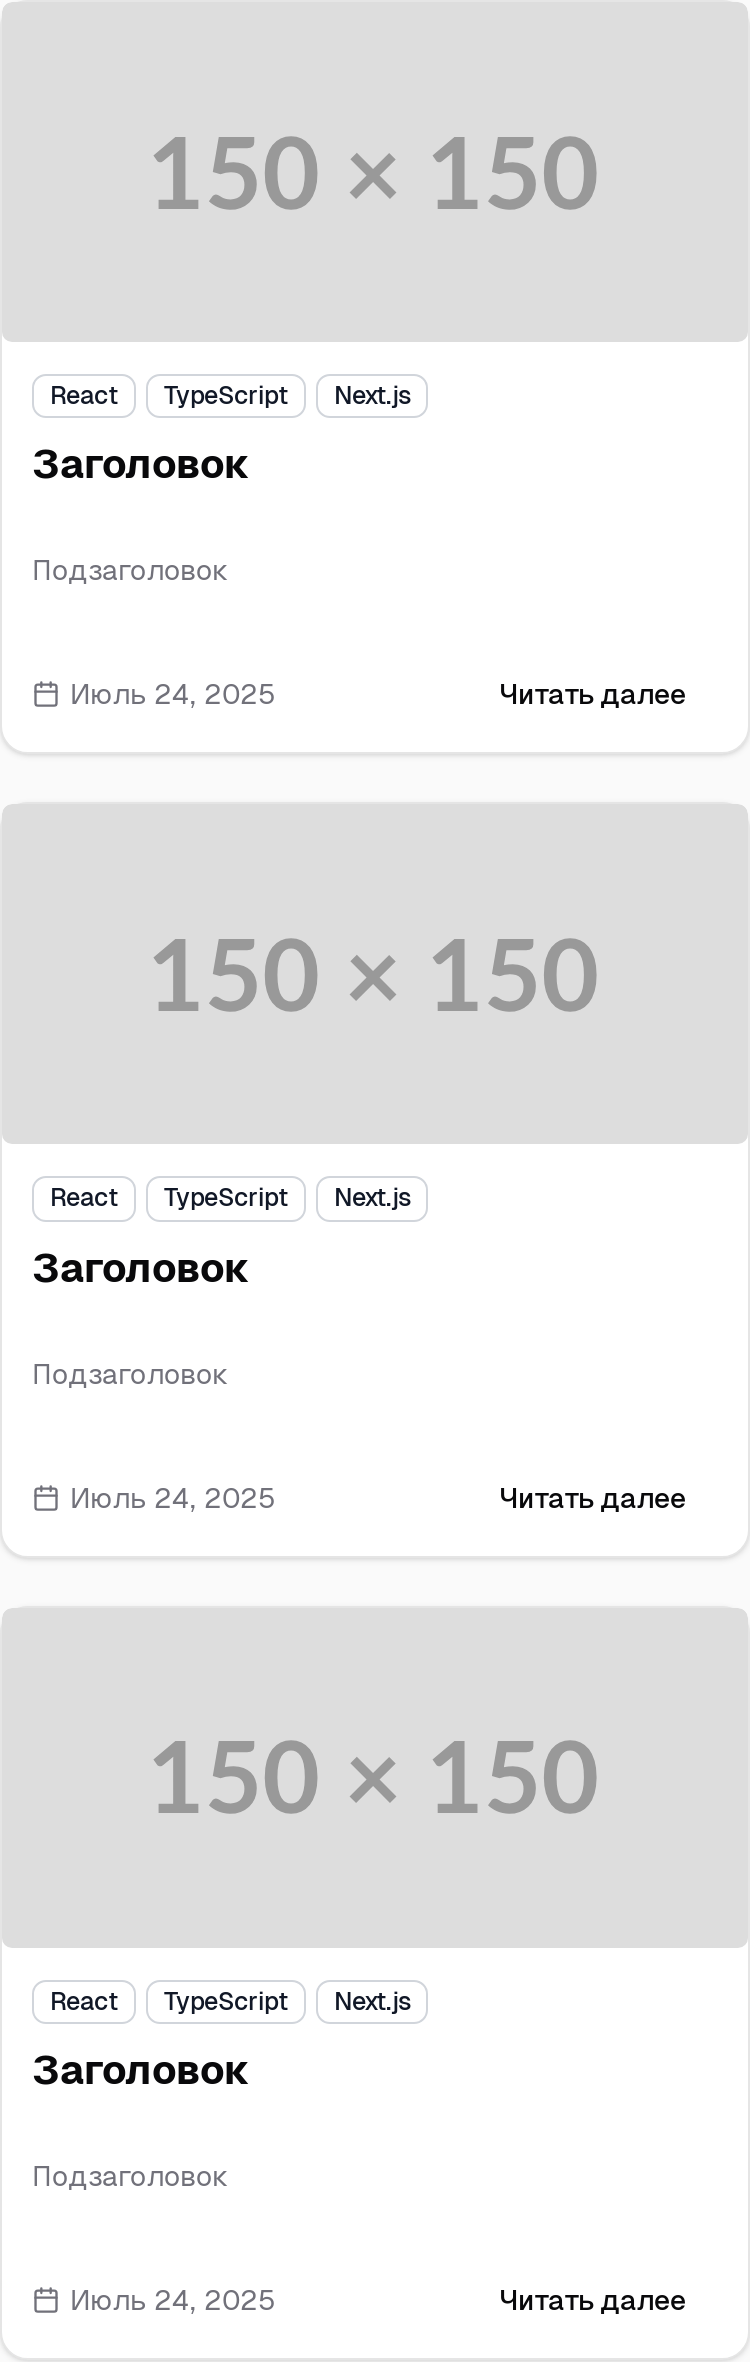 150 × 150
React TypeScript Next.js
Заголовок
Подзаголовок
Июль 24, 2025 Читать далее
150 × 150
React TypeScript Next.js
Заголовок
Подзаголовок
Июль 24, 2025 Читать далее
150 × 150
React TypeScript Next.js
Заголовок
Подзаголовок
Июль 24, 2025 Читать далее